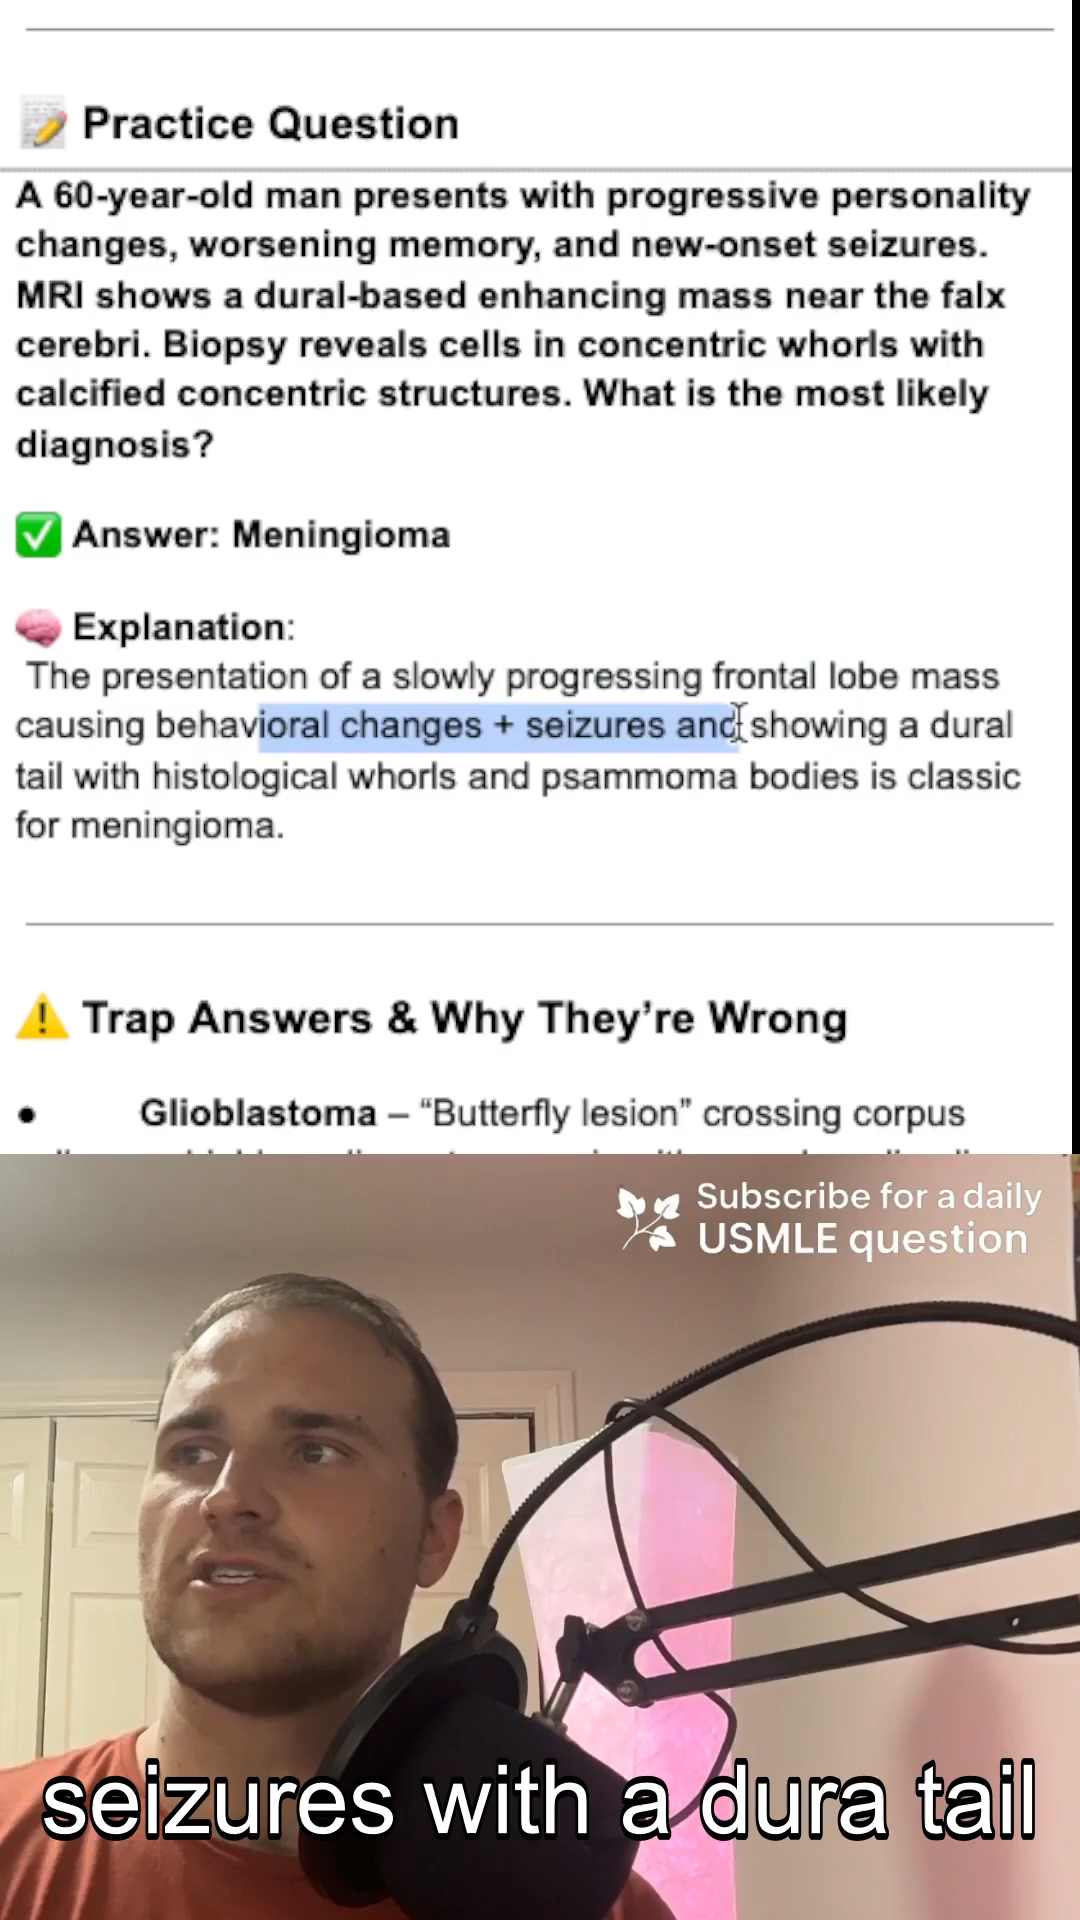 Practice Question
A 60-year-old man presents with progressive personality
changes, worsening memory, and new-onset seizures.
MRI shows a dural-based enhancing mass near the falx
cerebri. Biopsy reveals cells in concentric whorls with
calcified concentric structures. What is the most likely
diagnosis?
Answer: Meningioma
Explanation:
The presentation of a slowly progressing frontal lobe mass
causing behavioral changes + seizures and showing a dural
tail with histological whorls and psammoma bodies is classic
for meningioma.
Trap Answers & Why They’re Wrong
● Glioblastoma – “Butterfly lesion” crossing corpus
Subscribe for a daily
USMLE question
seizures with a dura tail